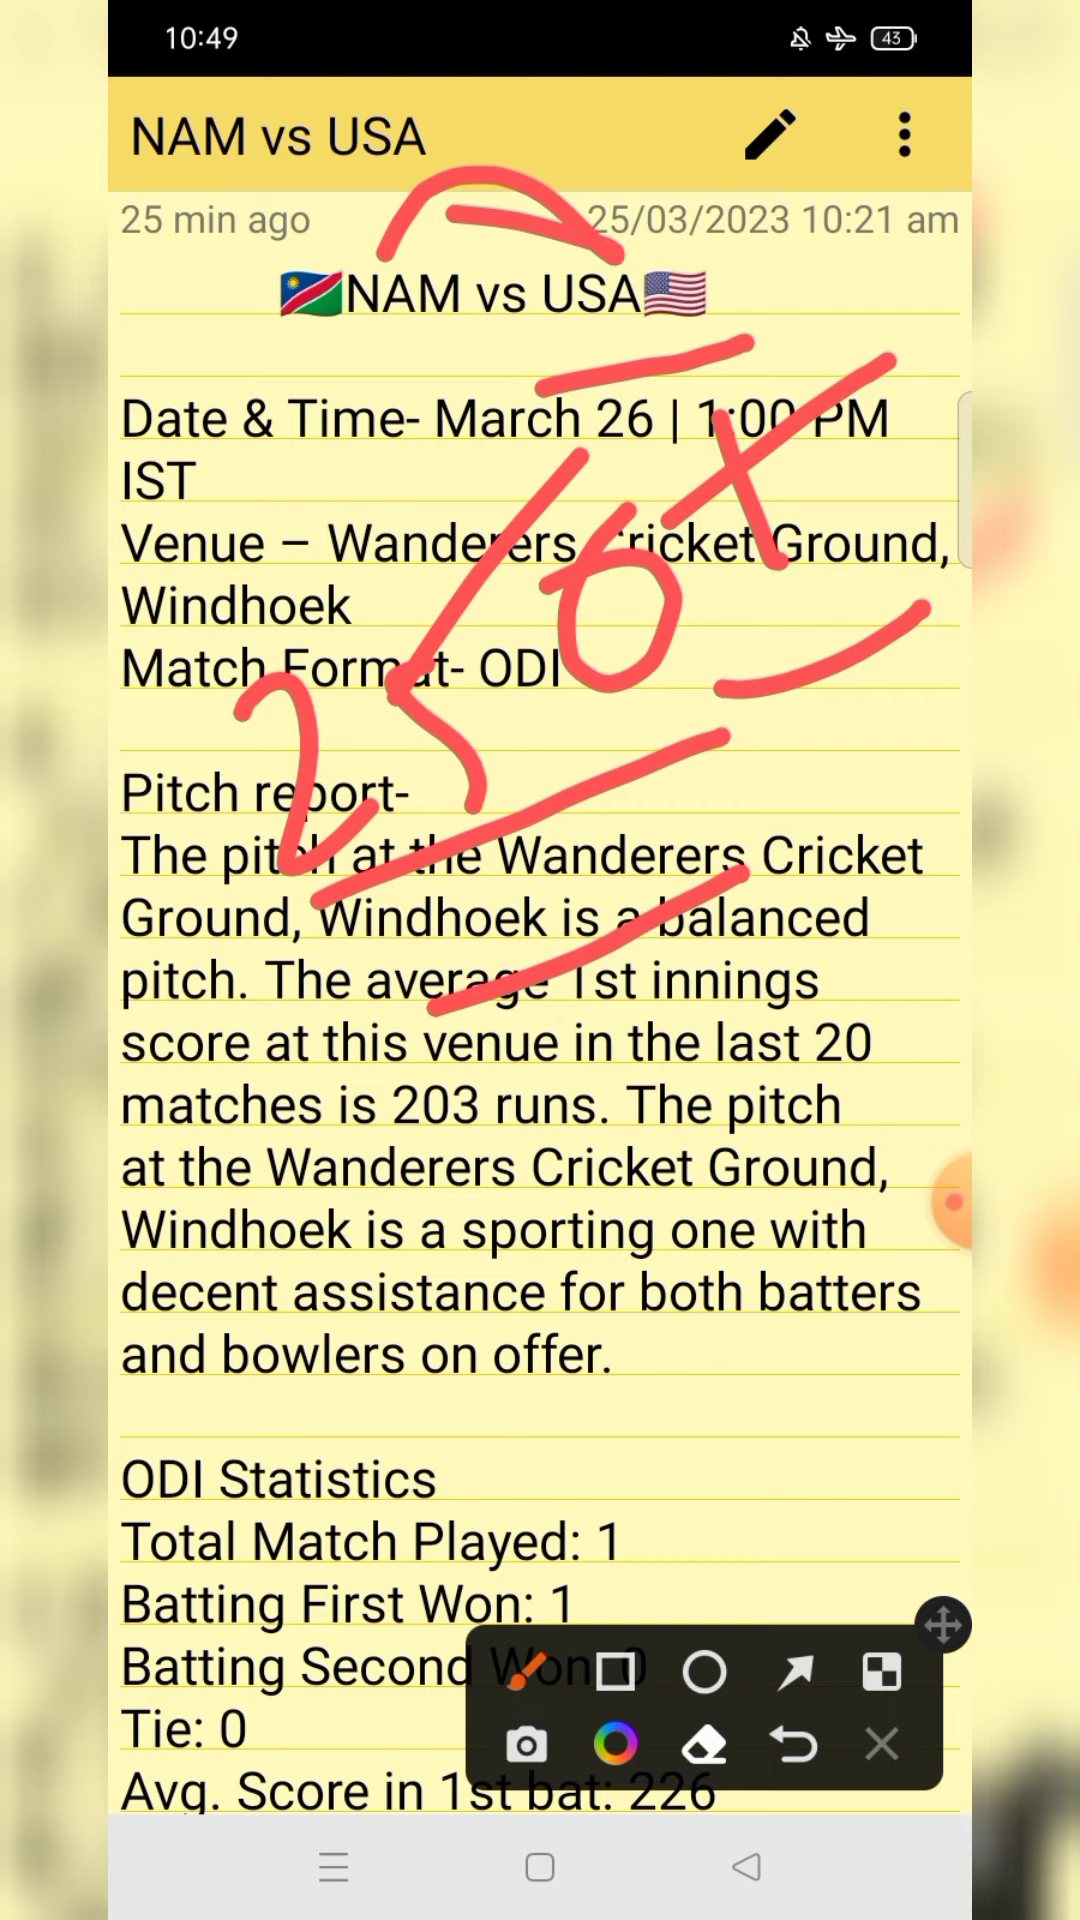 10:49
43
NAM vs USA
25 min ago
25/03/2023 10:21 am
🇳🇦NAM vs USA🇺🇸
Date & Time- March 26 | 1:00 PM
IST
Venue – Wanderers Cricket Ground,
Windhoek
Match Format- ODI
250X
Pitch report-
The pitch at the Wanderers Cricket
Ground, Windhoek is a balanced
pitch. The average 1st innings
score at this venue in the last 20
matches is 203 runs. The pitch
at the Wanderers Cricket Ground,
Windhoek is a sporting one with
decent assistance for both batters
and bowlers on offer.
ODI Statistics
Total Match Played: 1
Batting First Won: 1
Batting Second Won: 0
Tie: 0
Avg. Score in 1st bat: 226